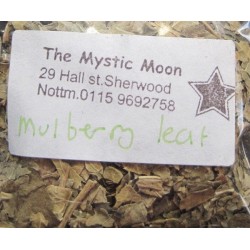 The Mystic Moon
29 Hall st.Sherwood
Nottm.0115 9692758
mulberry leaf